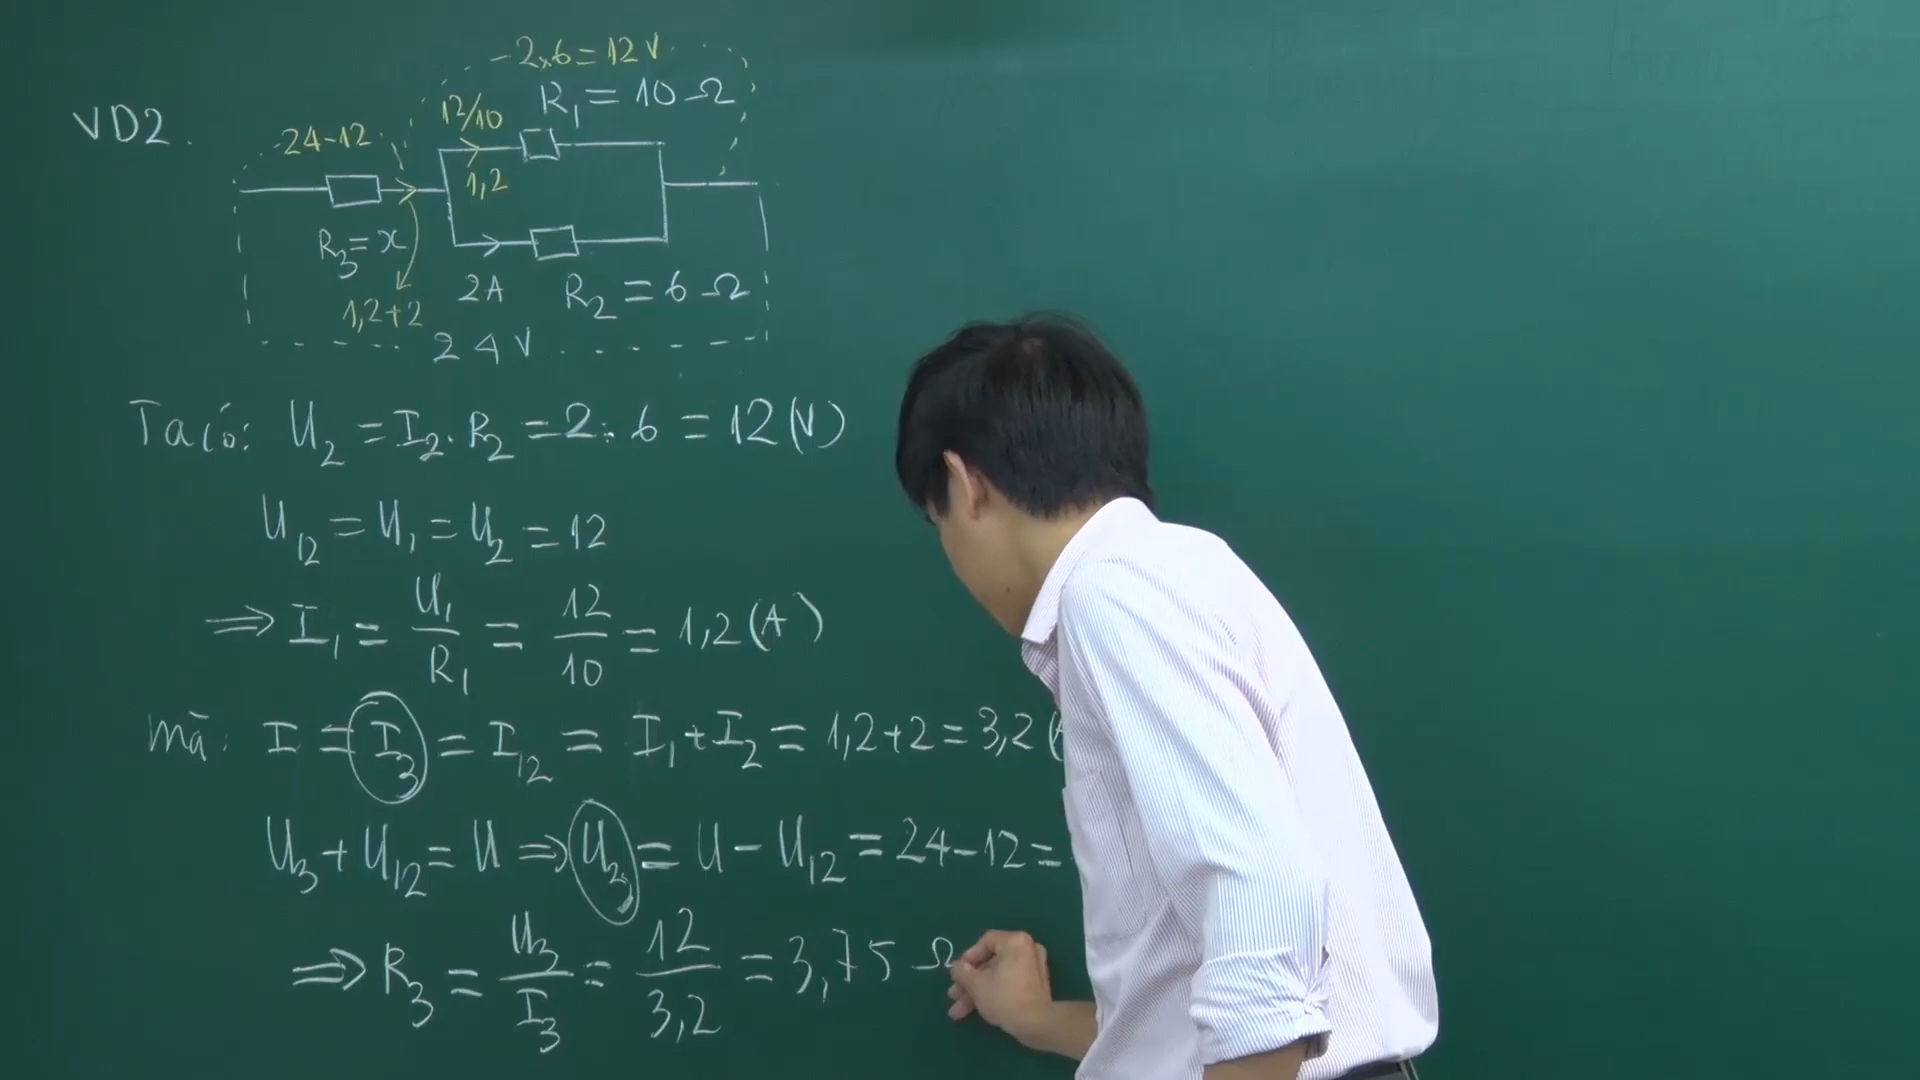 VD2.
2×6=12V
R₁ = 10 Ω
12/10
24-12
1,2
R₃=x
1,2+2
2A
R₂ = 6 Ω
24V
Ta có: U₂ = I₂. R₂ = 2. 6 = 12 (V)
U₁₂ = U₁ = U₂ = 12
⇒ I₁ = U₁/R₁ = 12/10 = 1,2 (A)
mà: I = I₃ = I₁₂ = I₁+I₂ = 1,2+2 = 3,2
U₃ + U₁₂ = U ⇒ U₃ = U - U₁₂ = 24-12 =
⇒ R₃ = U₃/I₃ = 12/3,2 = 3,75 Ω